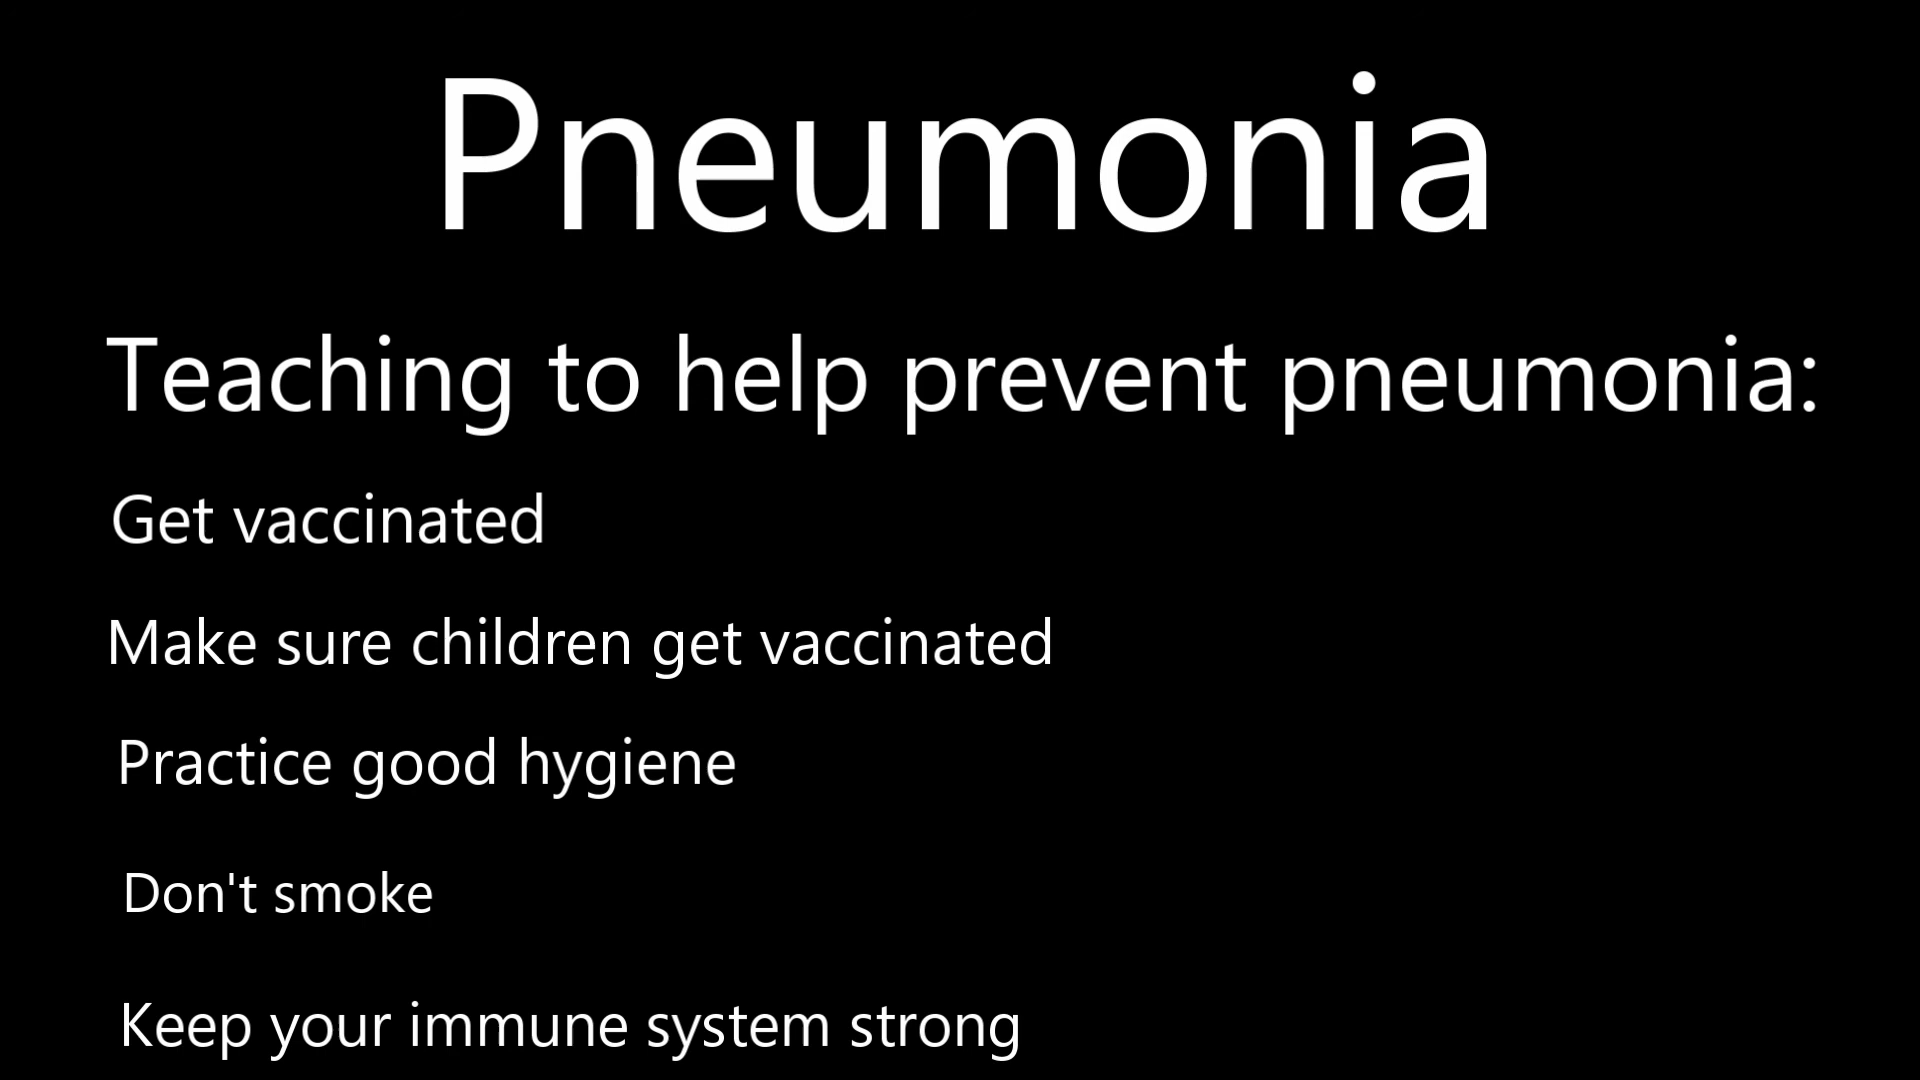 Pneumonia
Teaching to help prevent pneumonia:
Get vaccinated
Make sure children get vaccinated
Practice good hygiene
Don't smoke
Keep your immune system strong